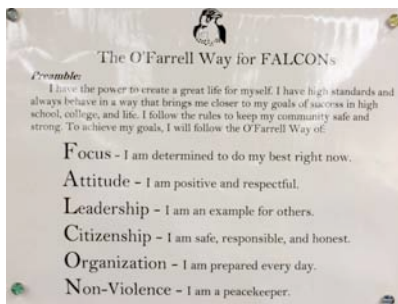 The O'Farrell Way for FALCONs
Preamble:
I have the power to create a great life for myself. I have high standards and
always behave in a way that brings me closer to my goals of success in high
school, college, and life. I follow the rules to keep my community safe and
strong. To achieve my goals, I will follow the O'Farrell Way of:
Focus - I am determined to do my best right now.
Attitude - I am positive and respectful.
Leadership - I am an example for others.
Citizenship - I am safe, responsible, and honest.
Organization - I am prepared every day.
Non-Violence - I am a peacekeeper.